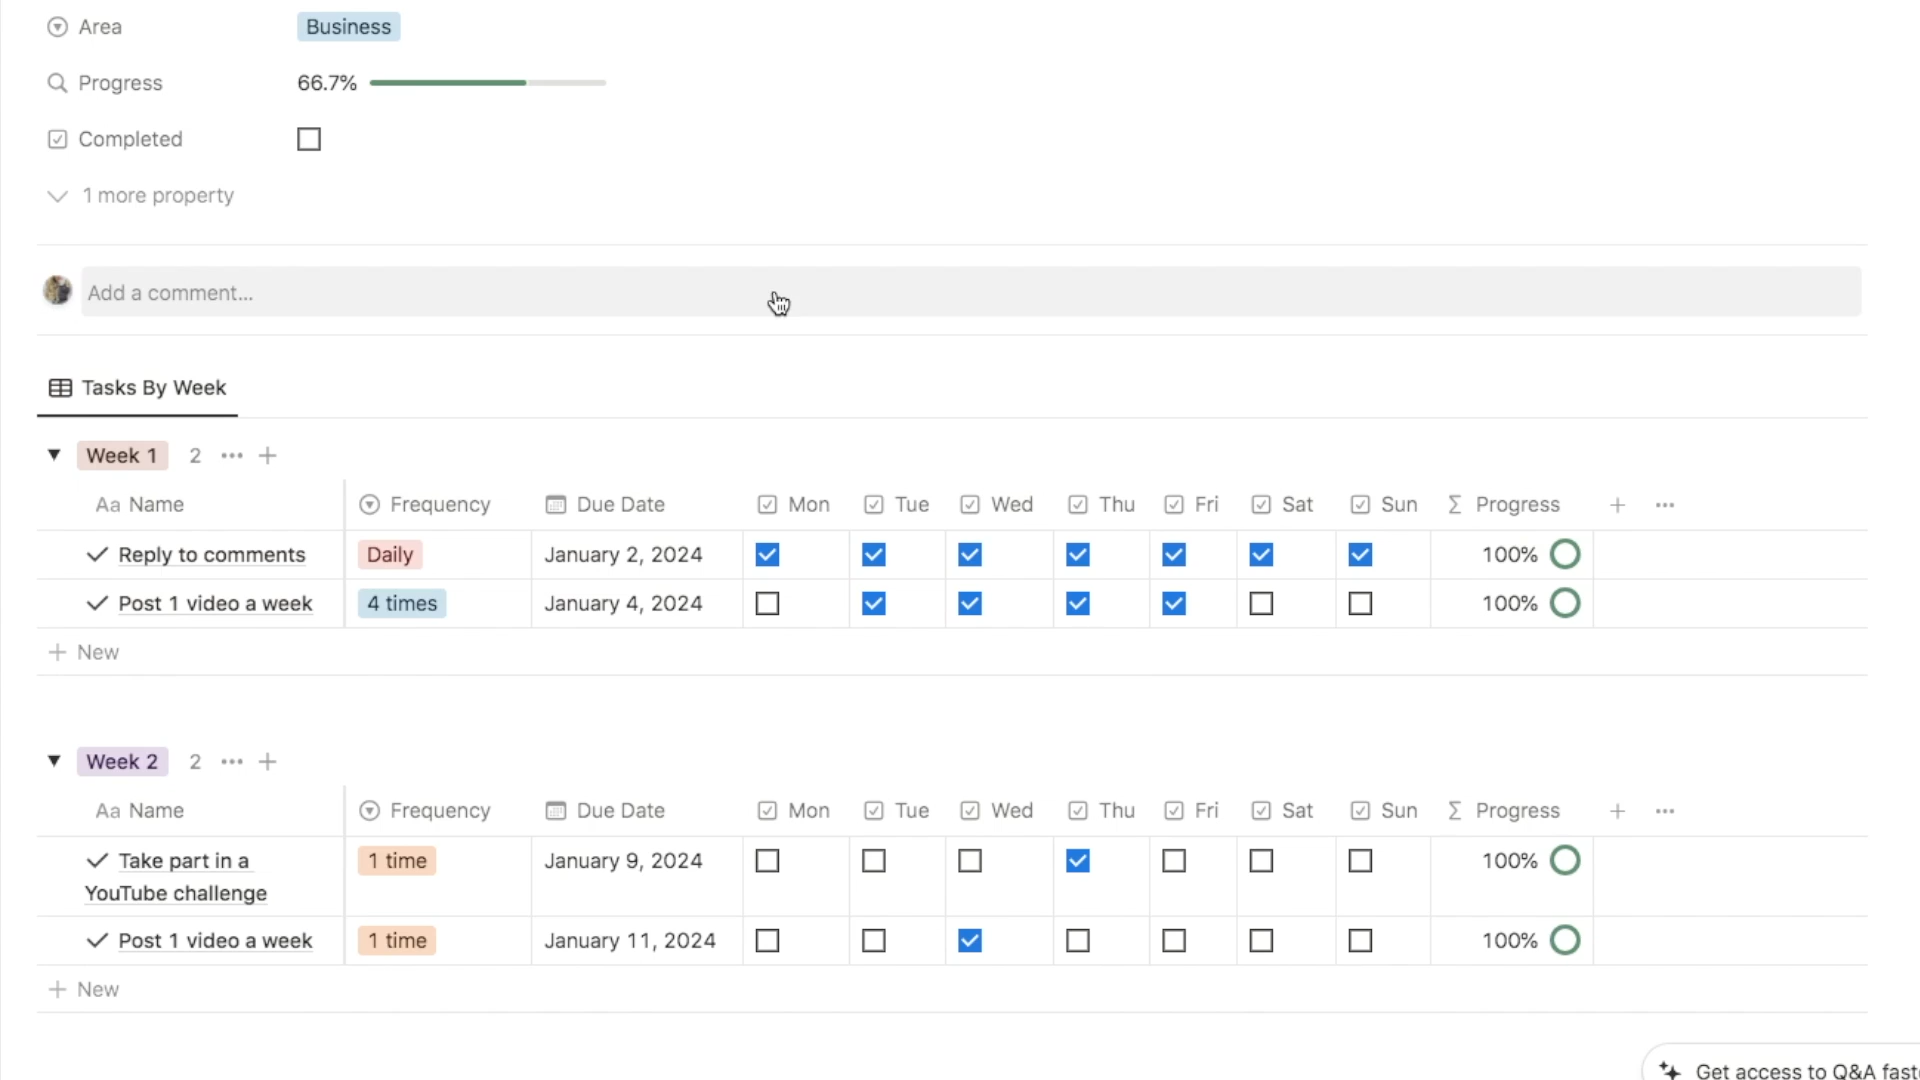 Area Business
Progress 66.7%
Completed
1 more property
Add a comment...
Tasks By Week
Week 1 2
Aa Name Frequency Due Date Mon Tue Wed Thu Fri Sat Sun Σ Progress
Reply to comments Daily January 2, 2024 100%
Post 1 video a week 4 times January 4, 2024 100%
+ New
Week 2 2
Aa Name Frequency Due Date Mon Tue Wed Thu Fri Sat Sun Σ Progress
Take part in a 1 time January 9, 2024 100%
YouTube challenge
Post 1 video a week 1 time January 11, 2024 100%
+ New
Get access to Q&A fast